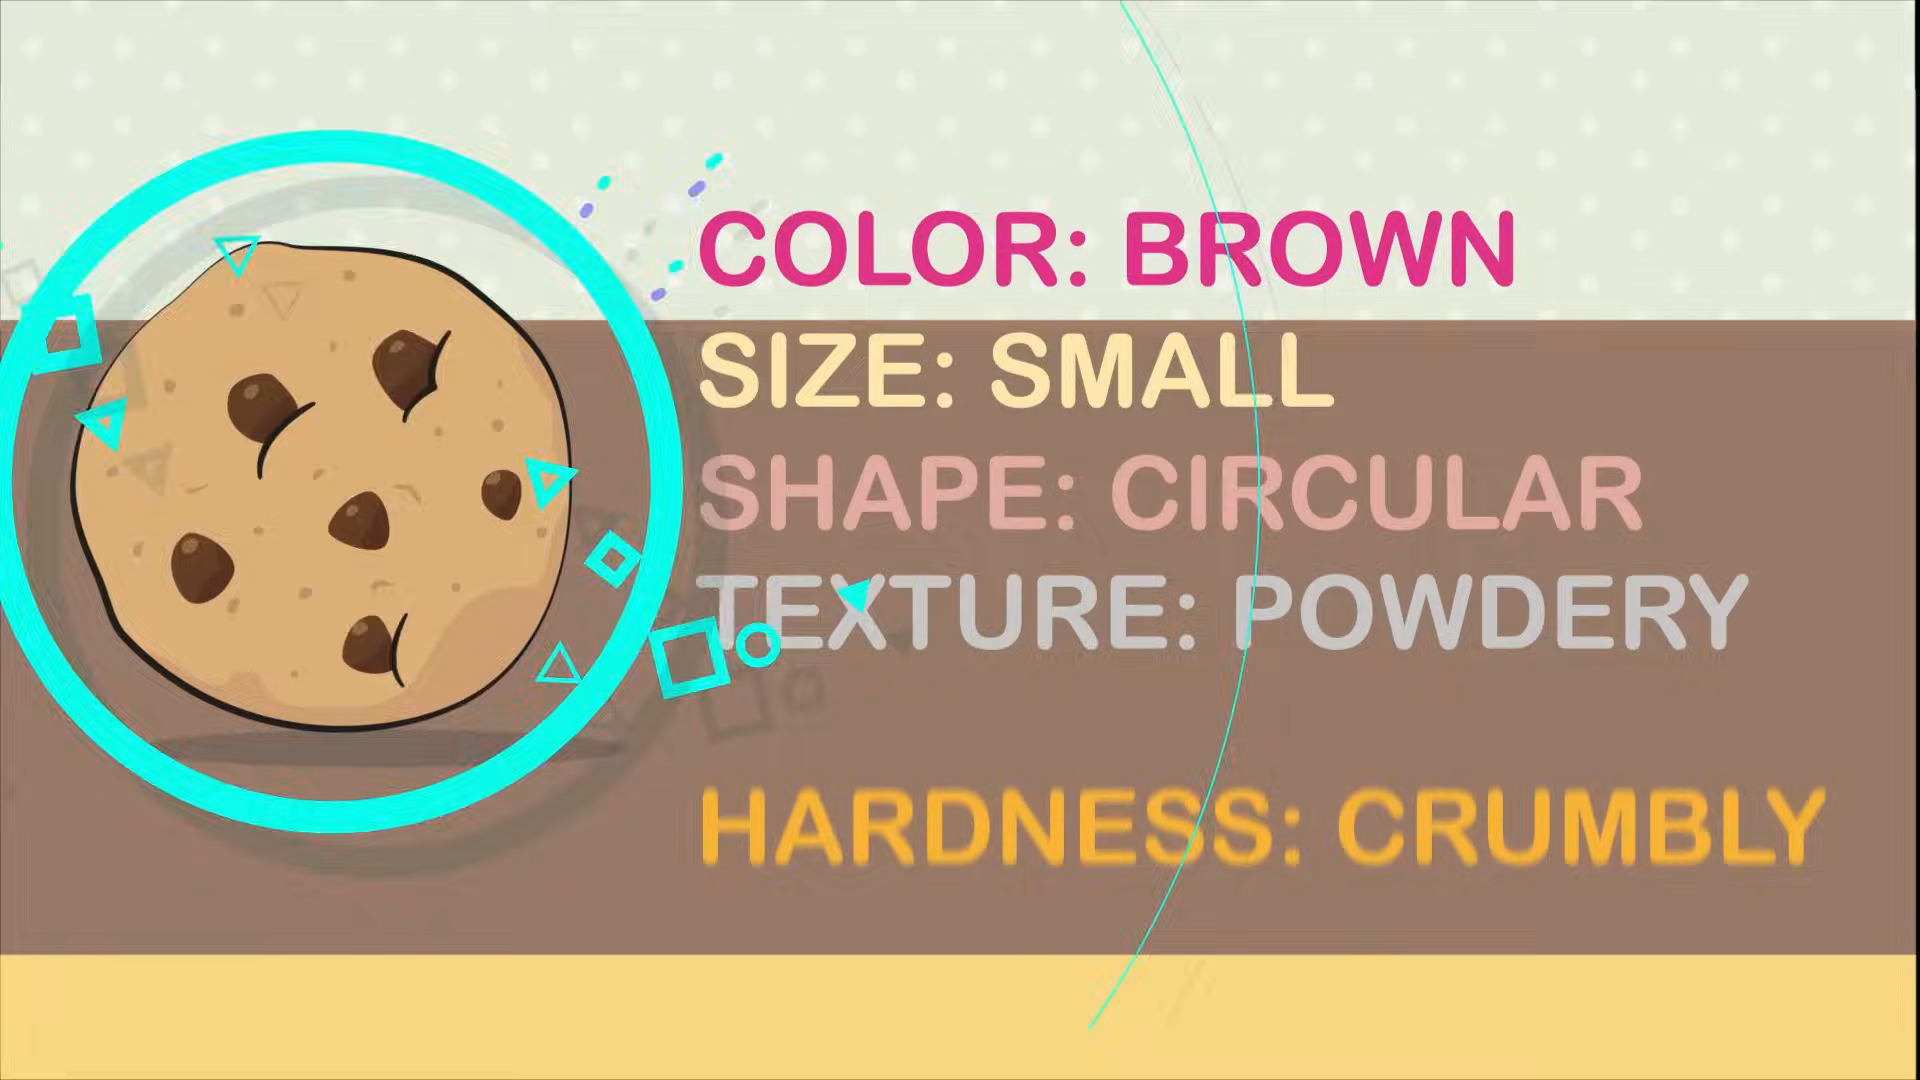 COLOR: BROWN
SIZE: SMALL
SHAPE: CIRCULAR
TEXTURE: POWDERY
HARDNESS: CRUMBLY